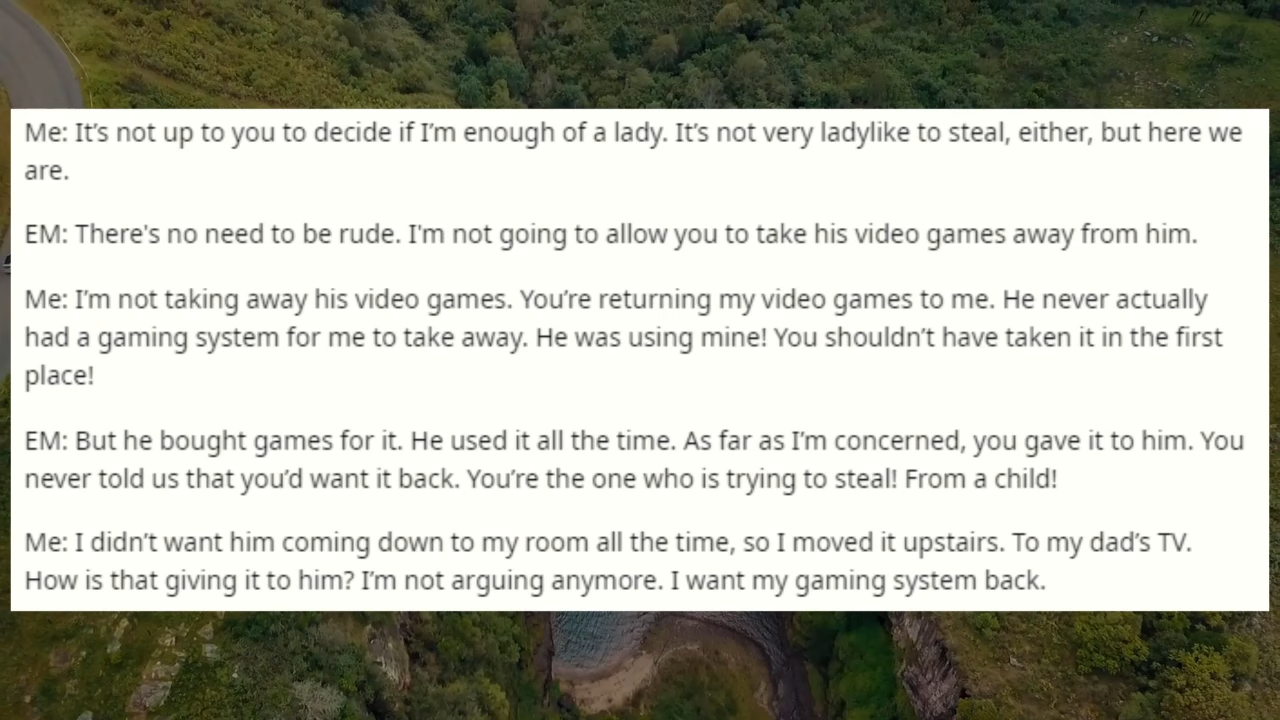 Me: It’s not up to you to decide if I’m enough of a lady. It’s not very ladylike to steal, either, but here we
are.
EM: There's no need to be rude. I'm not going to allow you to take his video games away from him.
Me: I’m not taking away his video games. You’re returning my video games to me. He never actually
had a gaming system for me to take away. He was using mine! You shouldn’t have taken it in the first
place!
EM: But he bought games for it. He used it all the time. As far as I’m concerned, you gave it to him. You
never told us that you’d want it back. You’re the one who is trying to steal! From a child!
Me: I didn’t want him coming down to my room all the time, so I moved it upstairs. To my dad’s TV.
How is that giving it to him? I’m not arguing anymore. I want my gaming system back.